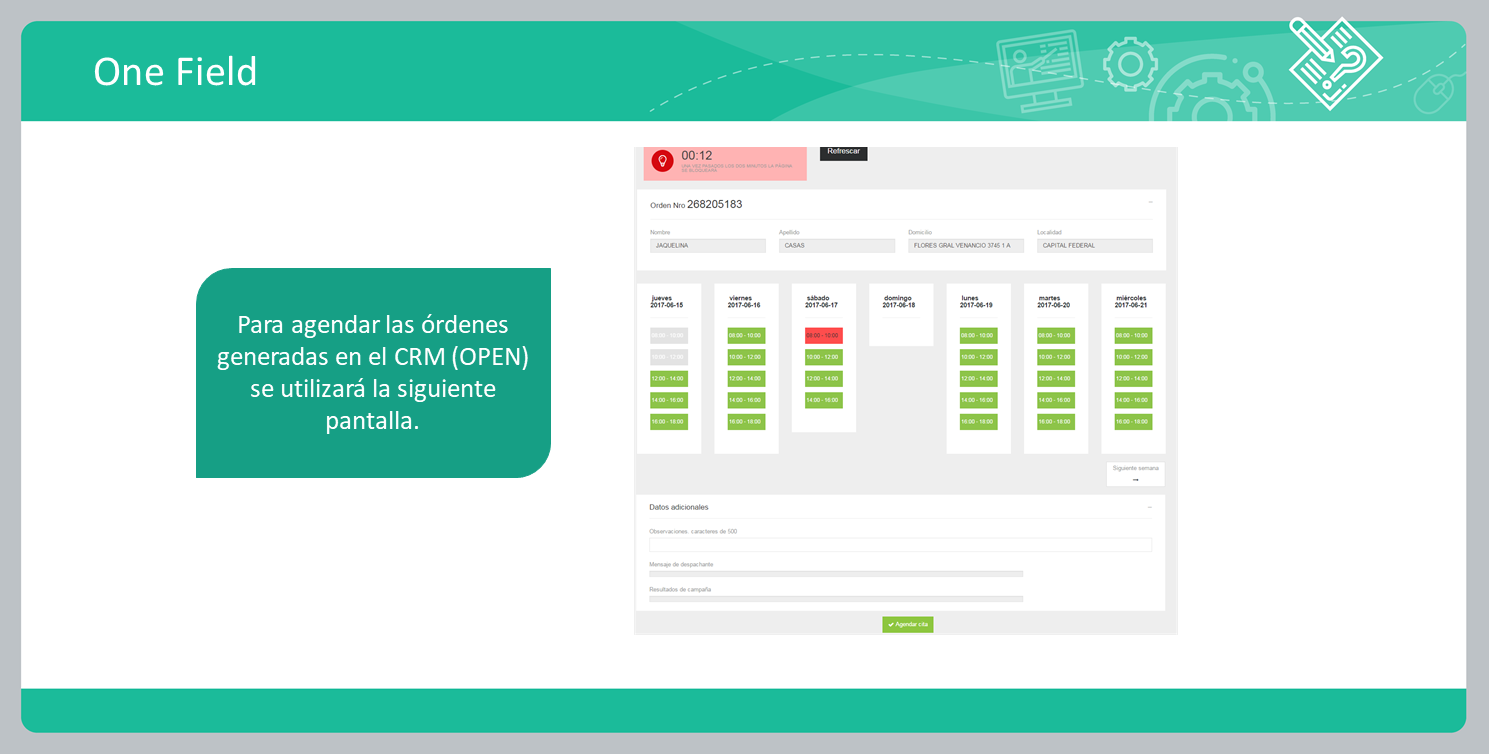 One Field
Para agendar las órdenes
generadas en el CRM (OPEN)
se utilizará la siguiente
pantalla.
00:12
UNA VEZ PASADOS LOS DOS MINUTOS LA PÁGINA
SE BLOQUEARÁ
Refrescar
Orden Nro 268205183
Nombre Apellido Domicilio Localidad
JAQUELINA CASAS FLORES GRAL VENANCIO 3745 1 A CAPITAL FEDERAL
jueves viernes sábado domingo lunes martes miércoles
2017-06-15 2017-06-16 2017-06-17 2017-06-18 2017-06-19 2017-06-20 2017-06-21
08:00 - 10:00 08:00 - 10:00 08:00 - 10:00 08:00 - 10:00 08:00 - 10:00 08:00 - 10:00
10:00 - 12:00 10:00 - 12:00 10:00 - 12:00 10:00 - 12:00 10:00 - 12:00 10:00 - 12:00
12:00 - 14:00 12:00 - 14:00 12:00 - 14:00 12:00 - 14:00 12:00 - 14:00 12:00 - 14:00
14:00 - 16:00 14:00 - 16:00 14:00 - 16:00 14:00 - 16:00 14:00 - 16:00 14:00 - 16:00
16:00 - 18:00 16:00 - 18:00 16:00 - 18:00 16:00 - 18:00 16:00 - 18:00
Siguiente semana
Datos adicionales
Observaciones: caracteres de 500
Mensaje de despachante
Resultados de campaña
Agendar cita